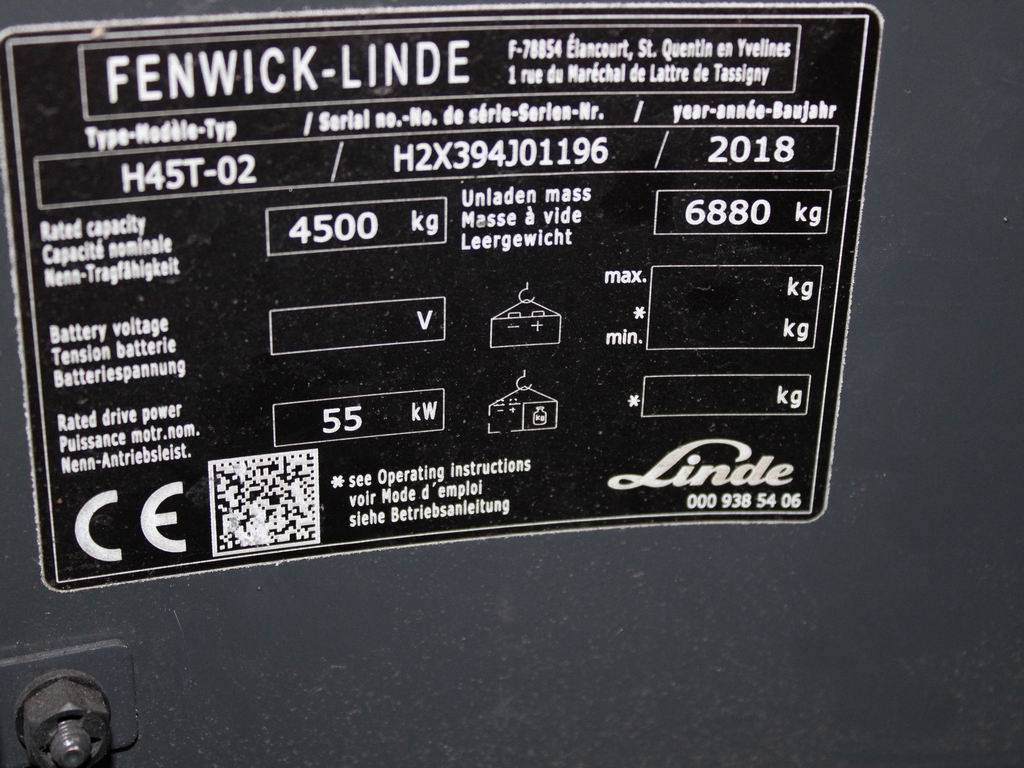 FENWICK-LINDE
F-78854 Élancourt, St. Quentin en Yvelines
1 rue du Maréchal de Lattre de Tassigny
Type-Modèle-Typ / Serial no.-No. de série-Serien-Nr. / year-année-Baujahr
H45T-02 / H2X394J01196 / 2018
Rated capacity
Capacité nominale
Nenn-Tragfähigkeit
4500 kg
Unladen mass
Masse à vide
Leergewicht
6880 kg
Battery voltage
Tension batterie
Batteriespannung
V
max. kg
* kg
min.
Rated drive power
Puissance motr.nom.
Nenn-Antriebsleist.
55 kW
kg
* kg
CE
* see Operating instructions
voir Mode d´emploi
siehe Betriebsanleitung
Linde
000 938 54 06